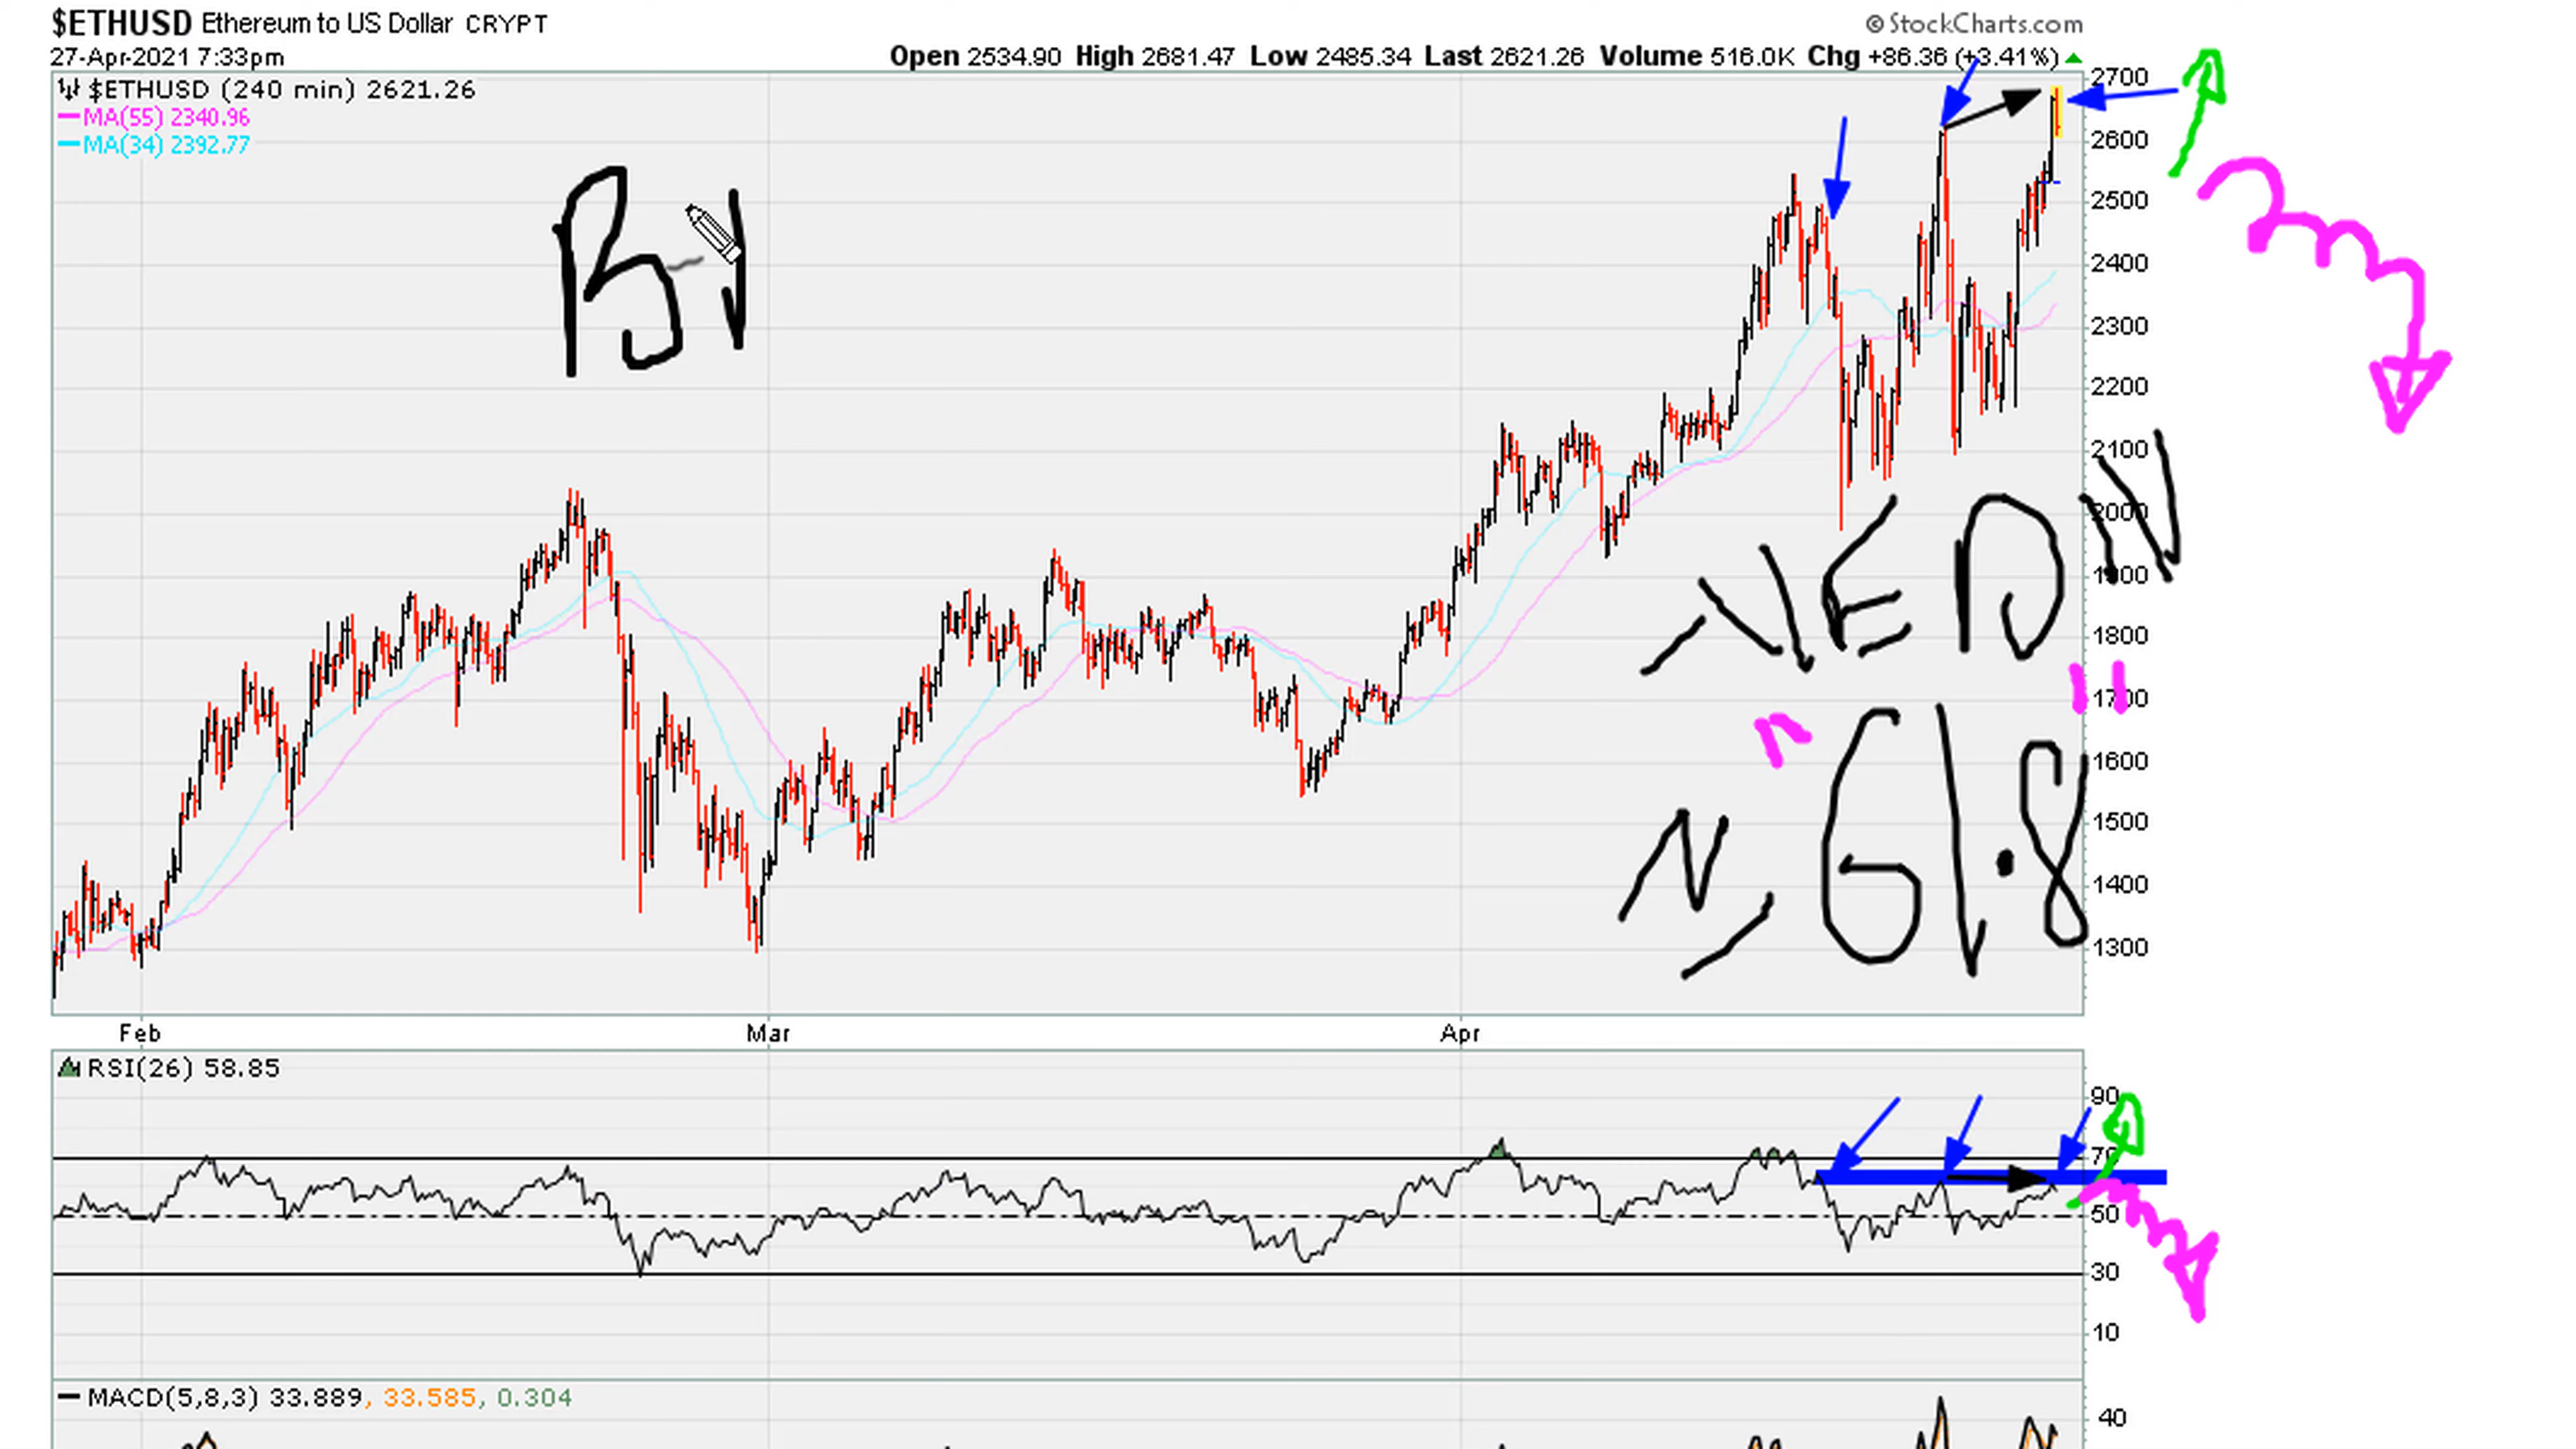 $ETHUSD Ethereum to US Dollar CRYPT
© StockCharts.com
27-Apr-2021 7:33pm
Open 2534.90 High 2681.47 Low 2485.34 Last 2621.26 Volume 516.0K Chg +86.36 (+3.41%)
$ETHUSD (240 min) 2621.26
MA(55) 2340.96
MA(34) 2392.77
2700
2600
2500
2400
2300
2200
2100
2000
1900
1800
1700
1600
1500
1400
1300
61.8
Feb Mar Apr
RSI(26) 58.85
90
70
50
30
10
MACD(5,8,3) 33.889, 33.585, 0.304
40